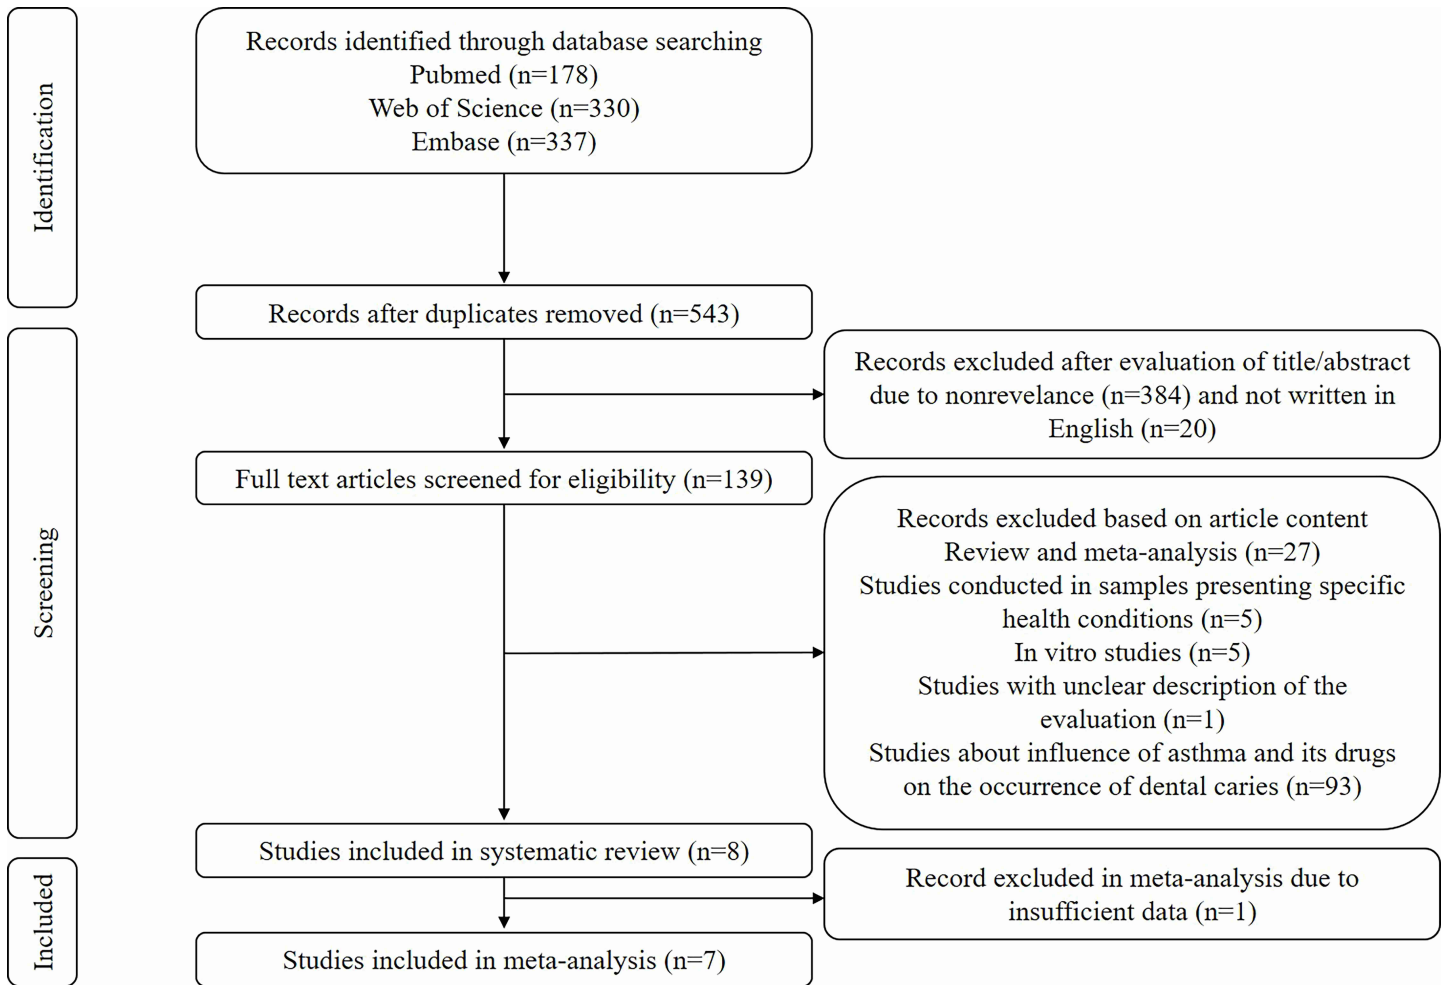 Identification
Records identified through database searching
Pubmed (n=178)
Web of Science (n=330)
Embase (n=337)
Records after duplicates removed (n=543)
Screening
Records excluded after evaluation of title/abstract
due to nonrevelance (n=384) and not written in
English (n=20)
Full text articles screened for eligibility (n=139)
Records excluded based on article content
Review and meta-analysis (n=27)
Studies conducted in samples presenting specific
health conditions (n=5)
In vitro studies (n=5)
Studies with unclear description of the
evaluation (n=1)
Studies about influence of asthma and its drugs
on the occurrence of dental caries (n=93)
Studies included in systematic review (n=8)
Included
Record excluded in meta-analysis due to
insufficient data (n=1)
Studies included in meta-analysis (n=7)